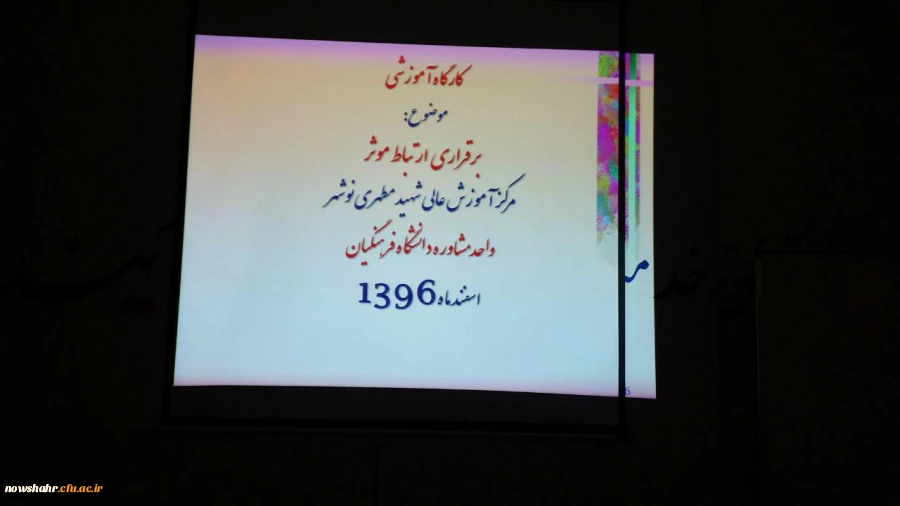 کارگاه آموزشی
موضوع:
برقراری ارتباط موثر
مرکز آموزش عالی شهید مطهری نوشهر
واحد مشاوره دانشگاه فرهنگیان
اسفند ماه 1396
6
nowshahr.cfu.ac.ir